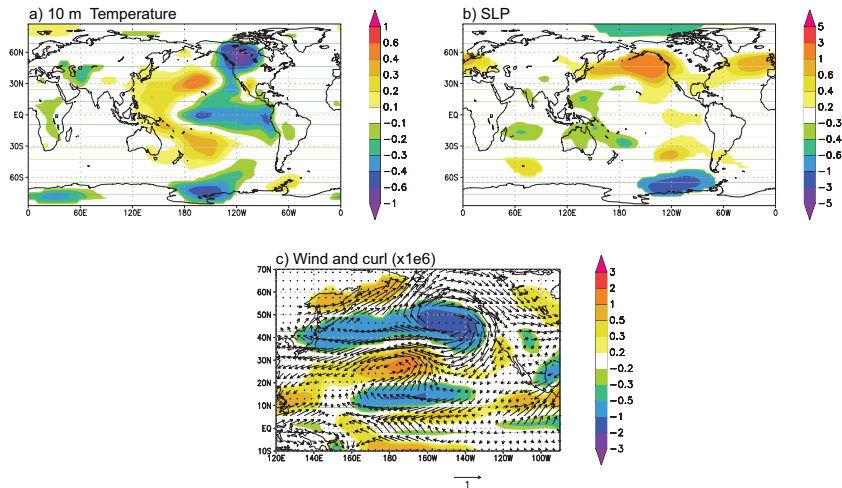 a) 10 m Temperature
60N
30N
EQ
30S
60S
0 60E 120E 180 120W 60W 0
1
0.6
0.4
0.3
0.2
0.1
-0.1
-0.2
-0.3
-0.4
-0.6
-1
b) SLP
60N
30N
EQ
30S
60S
0 60E 120E 180 120W 60W 0
5
3
1
0.6
0.4
0.2
-0.2
-0.4
-0.6
-1
-3
-5
c) Wind and curl (x1e6)
70N
60N
50N
40N
30N
20N
10N
EQ
10S
120E 140E 160E 180 160W 140W 120W 100W
3
2
1
0.5
0.3
0.2
-0.2
-0.3
-0.5
-1
-2
-3
1